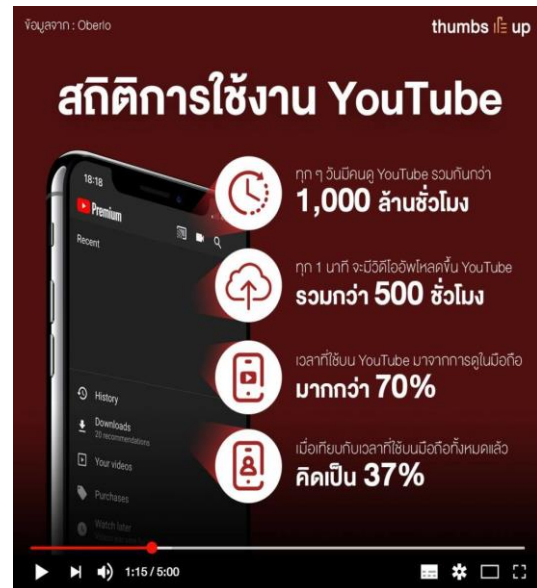 ข้อมูลจาก : Oberlo
thumbs up
สถิติการใช้งาน YouTube
18:18
Premium
Recent
History
Downloads
20 recommendations
Your videos
Purchases
Watch later
ทุก ๆ วันมีคนดู YouTube รวมกันกว่า
1,000 ล้านชั่วโมง
ทุก 1 นาที จะมีวิดีโออัพโหลดขึ้น YouTube
รวมกว่า 500 ชั่วโมง
เวลาที่ใช้บน YouTube มาจากการดูในมือถือ
มากกว่า 70%
เมื่อเทียบกับเวลาที่ใช้บนมือถือทั้งหมดแล้ว
คิดเป็น 37%
1:15 / 5:00